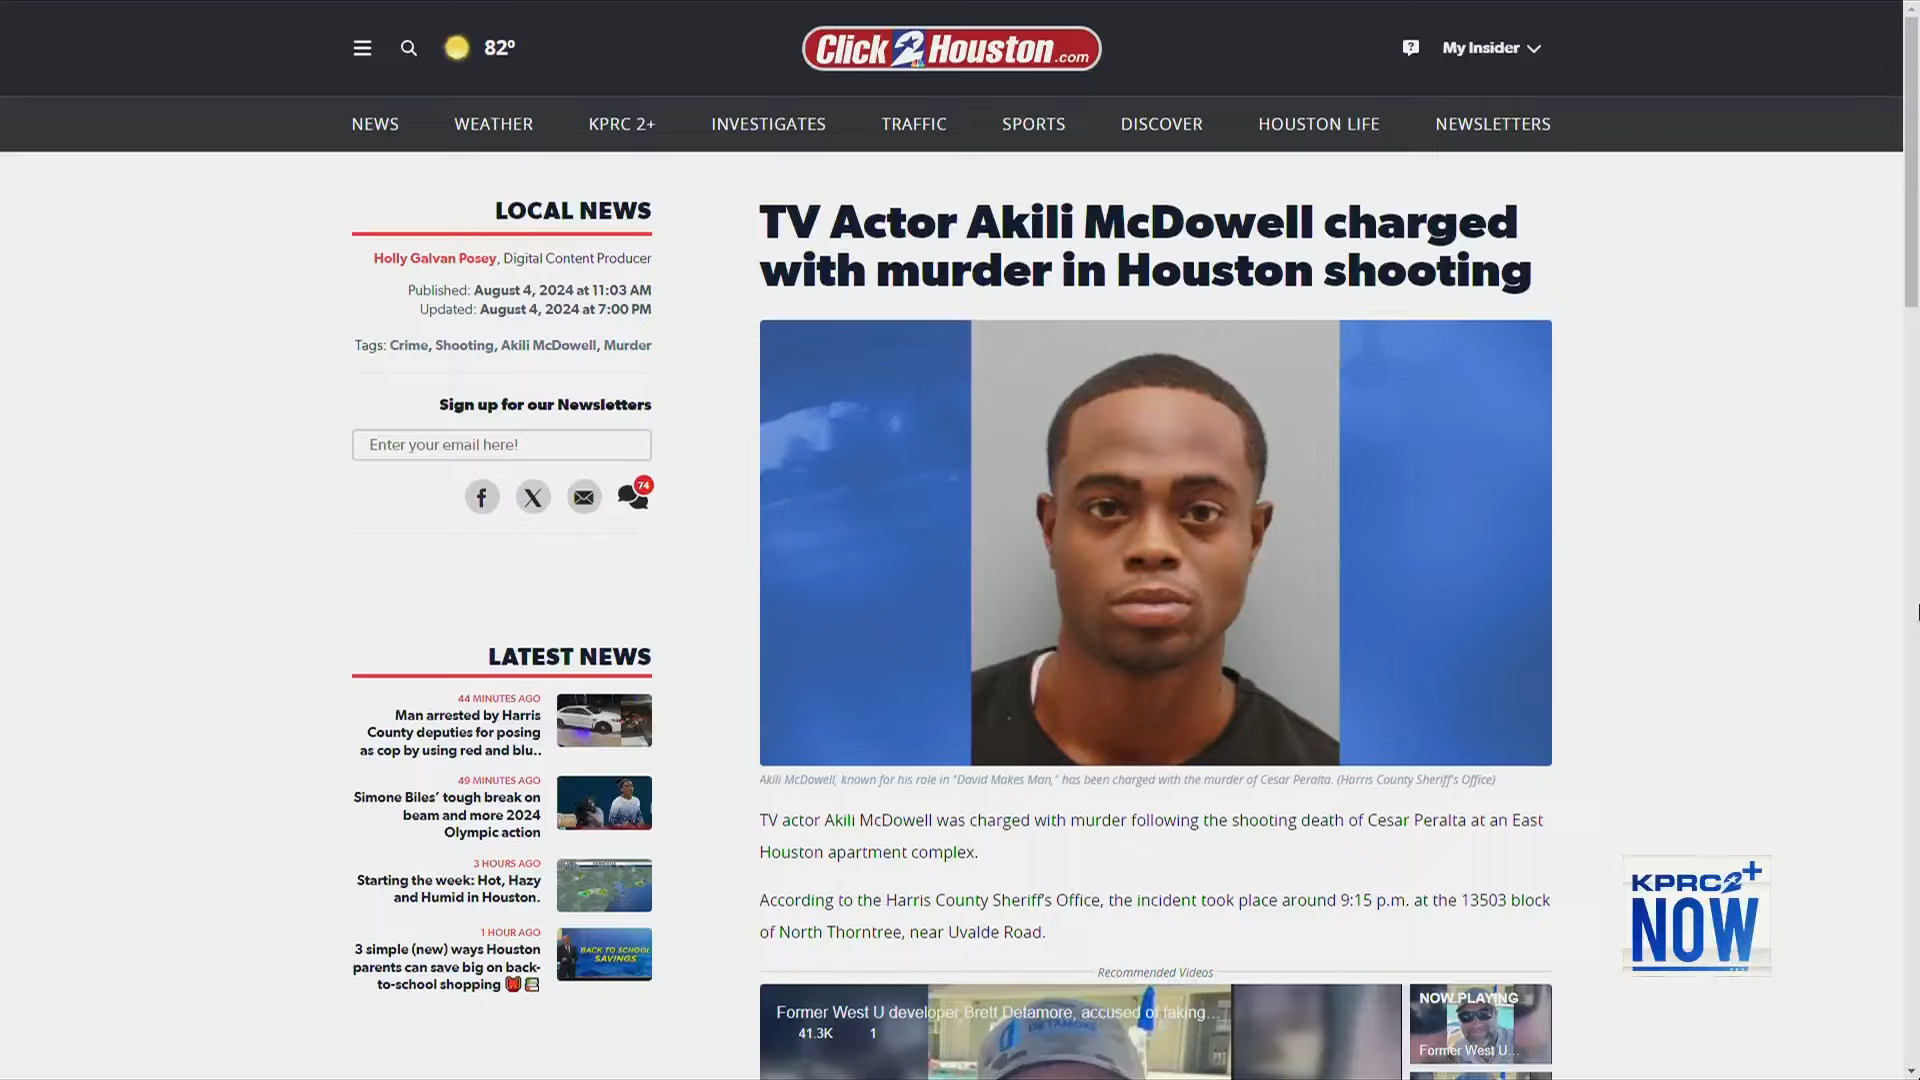 82°
Click2Houston.com
My Insider
NEWS
WEATHER
KPRC 2+
INVESTIGATES
TRAFFIC
SPORTS
DISCOVER
HOUSTON LIFE
NEWSLETTERS
LOCAL NEWS
Holly Galvan Posey, Digital Content Producer
Published: August 4, 2024 at 11:03 AM
Updated: August 4, 2024 at 7:00 PM
Tags: Crime, Shooting, Akili McDowell, Murder
Sign up for our Newsletters
Enter your email here!
74
LATEST NEWS
44 MINUTES AGO
Man arrested by Harris
County deputies for posing
as cop by using red and blu..
49 MINUTES AGO
Simone Biles' tough break on
beam and more 2024
Olympic action
3 HOURS AGO
Starting the week: Hot, Hazy
and Humid in Houston.
1 HOUR AGO
3 simple (new) ways Houston
parents can save big on back-
to-school shopping
BACK TO SCHOOL
SAVINGS
TV Actor Akili McDowell charged
with murder in Houston shooting
Akili McDowell, known for his role in "David Makes Man," has been charged with the murder of Cesar Peralta. (Harris County Sheriff's Office)
TV actor Akili McDowell was charged with murder following the shooting death of Cesar Peralta at an East
Houston apartment complex.
According to the Harris County Sheriff's Office, the incident took place around 9:15 p.m. at the 13503 block
of North Thorntree, near Uvalde Road.
Recommended Videos
Former West U developer Brett Detamore, accused of faking...
41.3K 1
DETAMORE
NOW PLAYING
Former West U...
KPRC2+
NOW